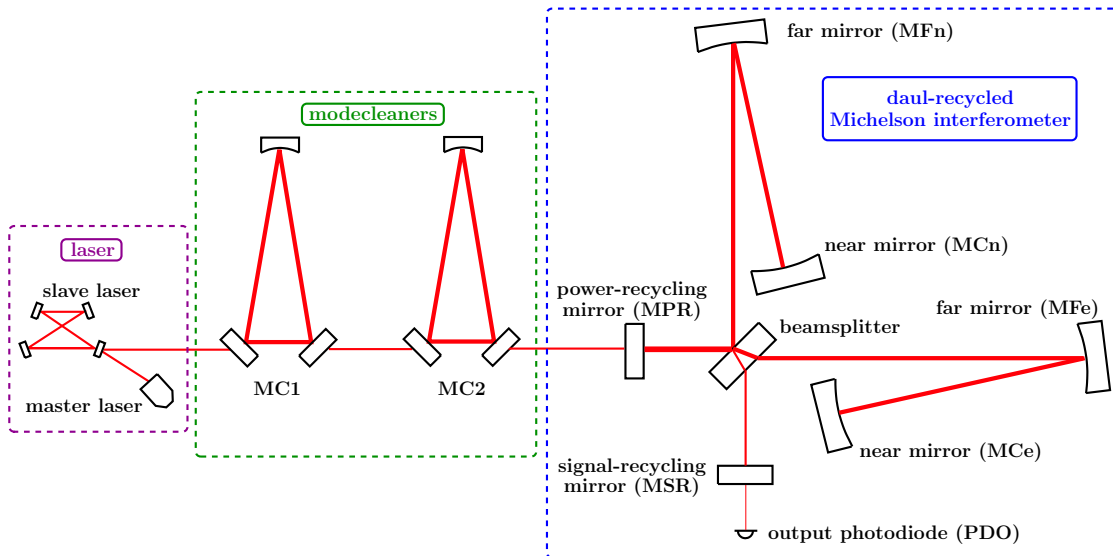 far mirror (MFn)
daul-recycled
Michelson interferometer
modecleaners
laser
near mirror (MCn)
slave laser
power-recycling
mirror (MPR)
far mirror (MFe)
beamsplitter
MC1
MC2
master laser
near mirror (MCe)
signal-recycling
mirror (MSR)
output photodiode (PDO)